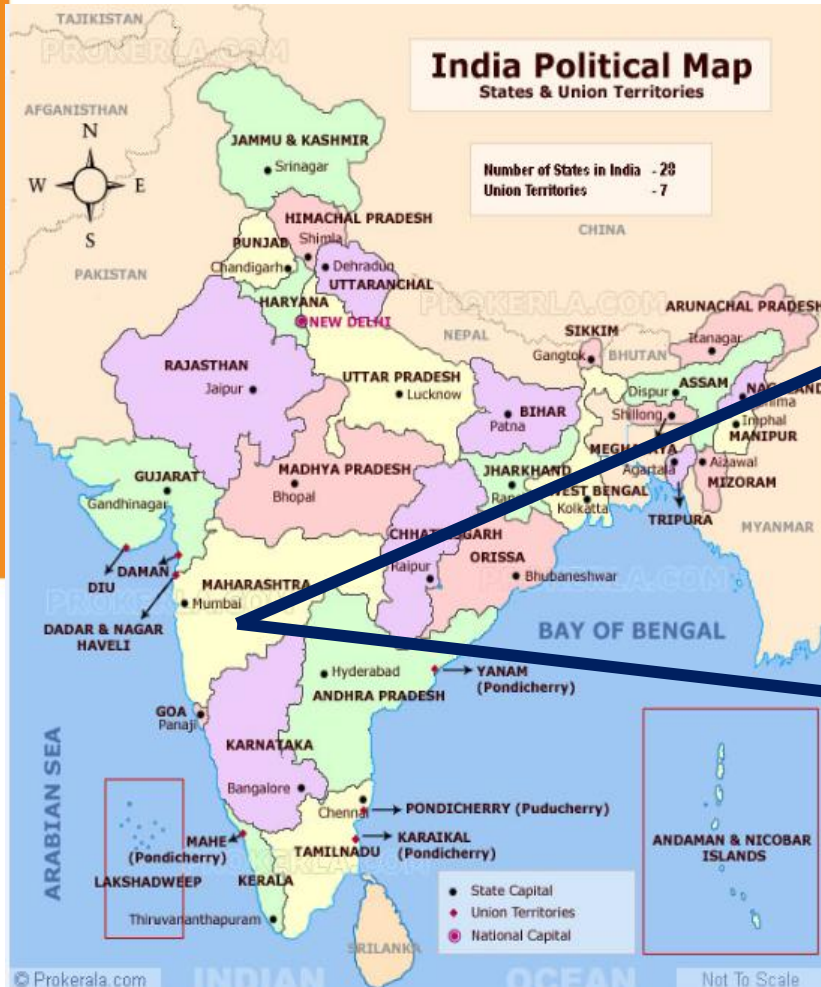 TAJIKISTAN
PROKERLA.COM
India Political Map
States & Union Territories
AFGANISTHAN
N
W E
S
JAMMU & KASHMIR
Srinagar
Number of States in India - 28
Union Territories - 7
HIMACHAL PRADESH
Shimla
CHINA
PUNJAB
Chandigarh
Dehradun
UTTARANCHAL
PAKISTAN
HARYANA
NEW DELHI
PROKERLA.COM
ARUNACHAL PRADESH
Itanagar
NEPAL
SIKKIM
Gangtok
BHUTAN
RAJASTHAN
Jaipur
UTTAR PRADESH
Lucknow
Dispur
ASSAM
BIHAR
Patna
Shillong
Imphal
MANIPUR
MADHYA PRADESH
Bhopal
JHARKHAND
Agartala
Aizawal
MIZORAM
GUJARAT
Gandhinagar
WEST BENGAL
Kolkatta
TRIPURA
MYANMAR
ORISSA
Raipur
Bhubaneshwar
DAMAN
DIU
MAHARASHTRA
Mumbai
DADAR & NAGAR
HAVELI
BAY OF BENGAL
Hyderabad
ANDHRA PRADESH
YANAM
(Pondicherry)
GOA
Panaji
KARNATAKA
ARABIAN SEA
Bangalore
Chennai
PONDICHERRY (Puducherry)
MAHE
(Pondicherry)
KARAIKAL
(Pondicherry)
TAMILNADU
ANDAMAN & NICOBAR
ISLANDS
LAKSHADWEEP
KERALA
Thiruvananthapuram
State Capital
Union Territories
National Capital
SRILANKA
© Prokerala.com
INDIAN OCEAN
Not To Scale